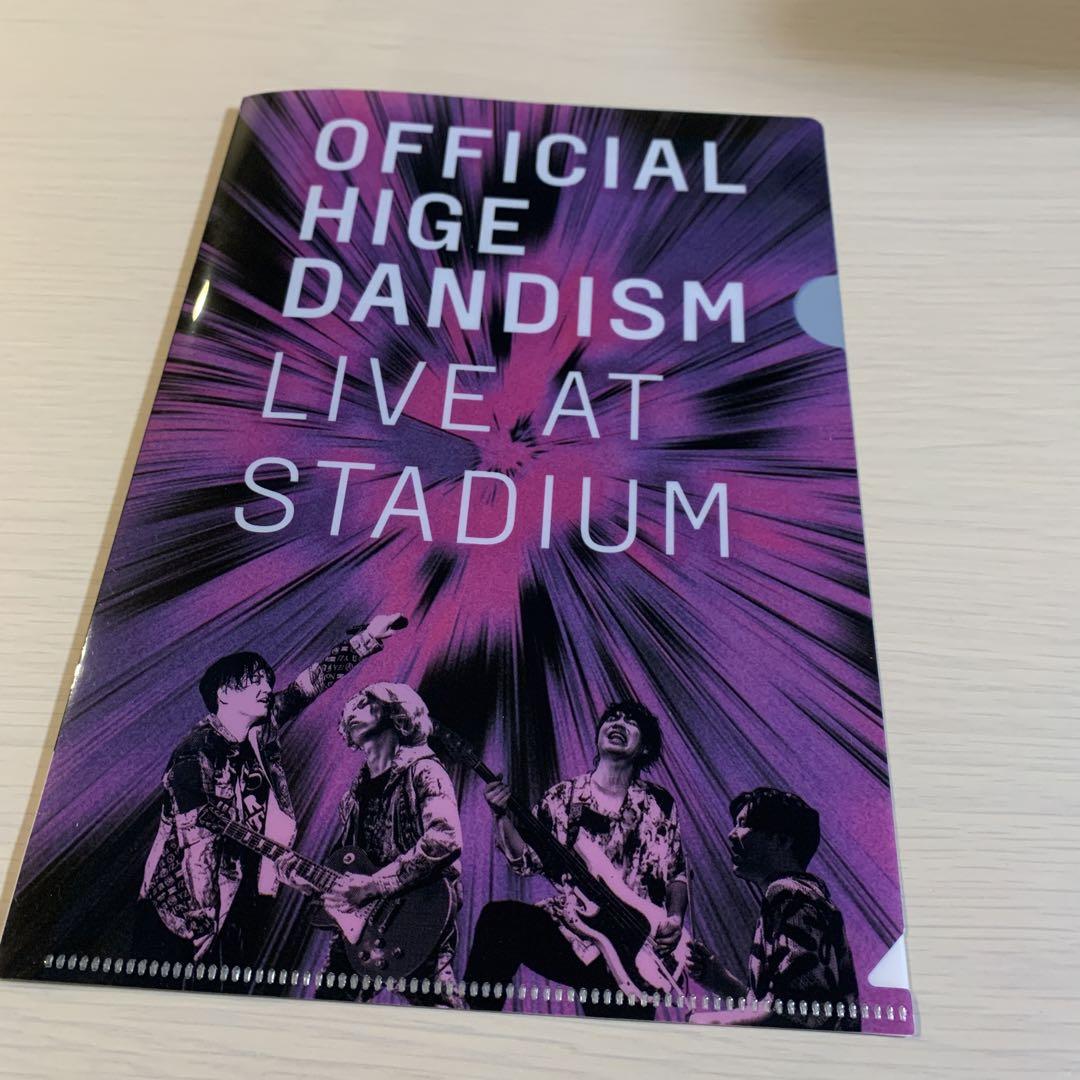 OFFICIAL
HIGE
DANDISM
LIVE AT
STADIUM